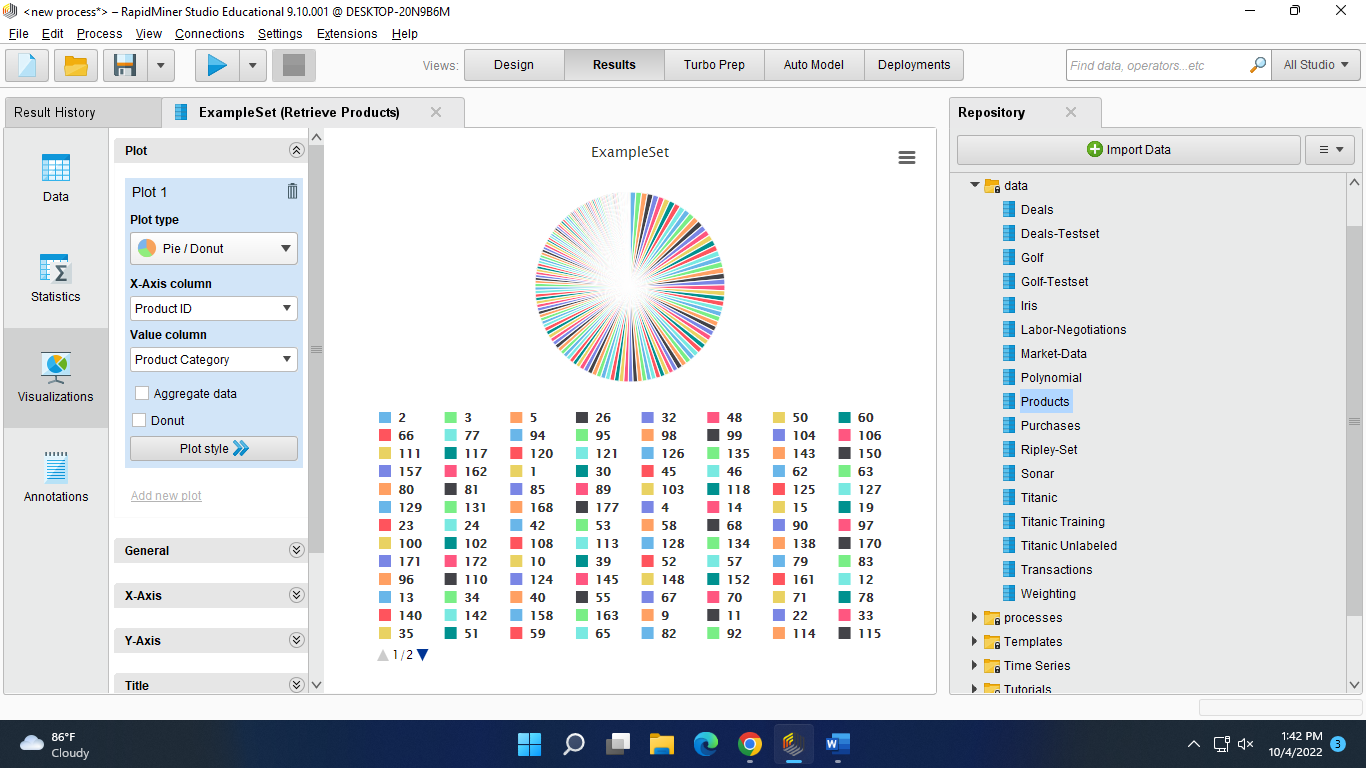 <new process*> – RapidMiner Studio Educational 9.10.001 @ DESKTOP-20N9B6M
File Edit Process View Connections Settings Extensions Help
Views: Design Results Turbo Prep Auto Model Deployments
Find data, operators...etc
All Studio
Result History
ExampleSet (Retrieve Products)
Data
Statistics
Visualizations
Annotations
Plot
Plot 1
Plot type
Pie / Donut
X-Axis column
Product ID
Value column
Product Category
Aggregate data
Donut
Plot style
Add new plot
General
X-Axis
Y-Axis
Title
ExampleSet
2 3 5 26 32 48 50 60
66 77 94 95 98 99 104 106
111 117 120 121 126 135 143 150
157 162 1 30 45 46 62 63
80 81 85 89 103 118 125 127
129 131 168 177 4 14 15 19
23 24 42 53 58 68 90 97
100 102 108 113 128 134 138 170
171 172 10 39 52 57 79 83
96 110 124 145 148 152 161 12
13 34 40 55 67 70 71 78
140 142 158 163 9 11 22 33
35 51 59 65 82 92 114 115
1/2
Repository
Import Data
data
Deals
Deals-Testset
Golf
Golf-Testset
Iris
Labor-Negotiations
Market-Data
Polynomial
Products
Purchases
Ripley-Set
Sonar
Titanic
Titanic Training
Titanic Unlabeled
Transactions
Weighting
processes
Templates
Time Series
Tutorials
86°F
Cloudy
1:42 PM
10/4/2022
3